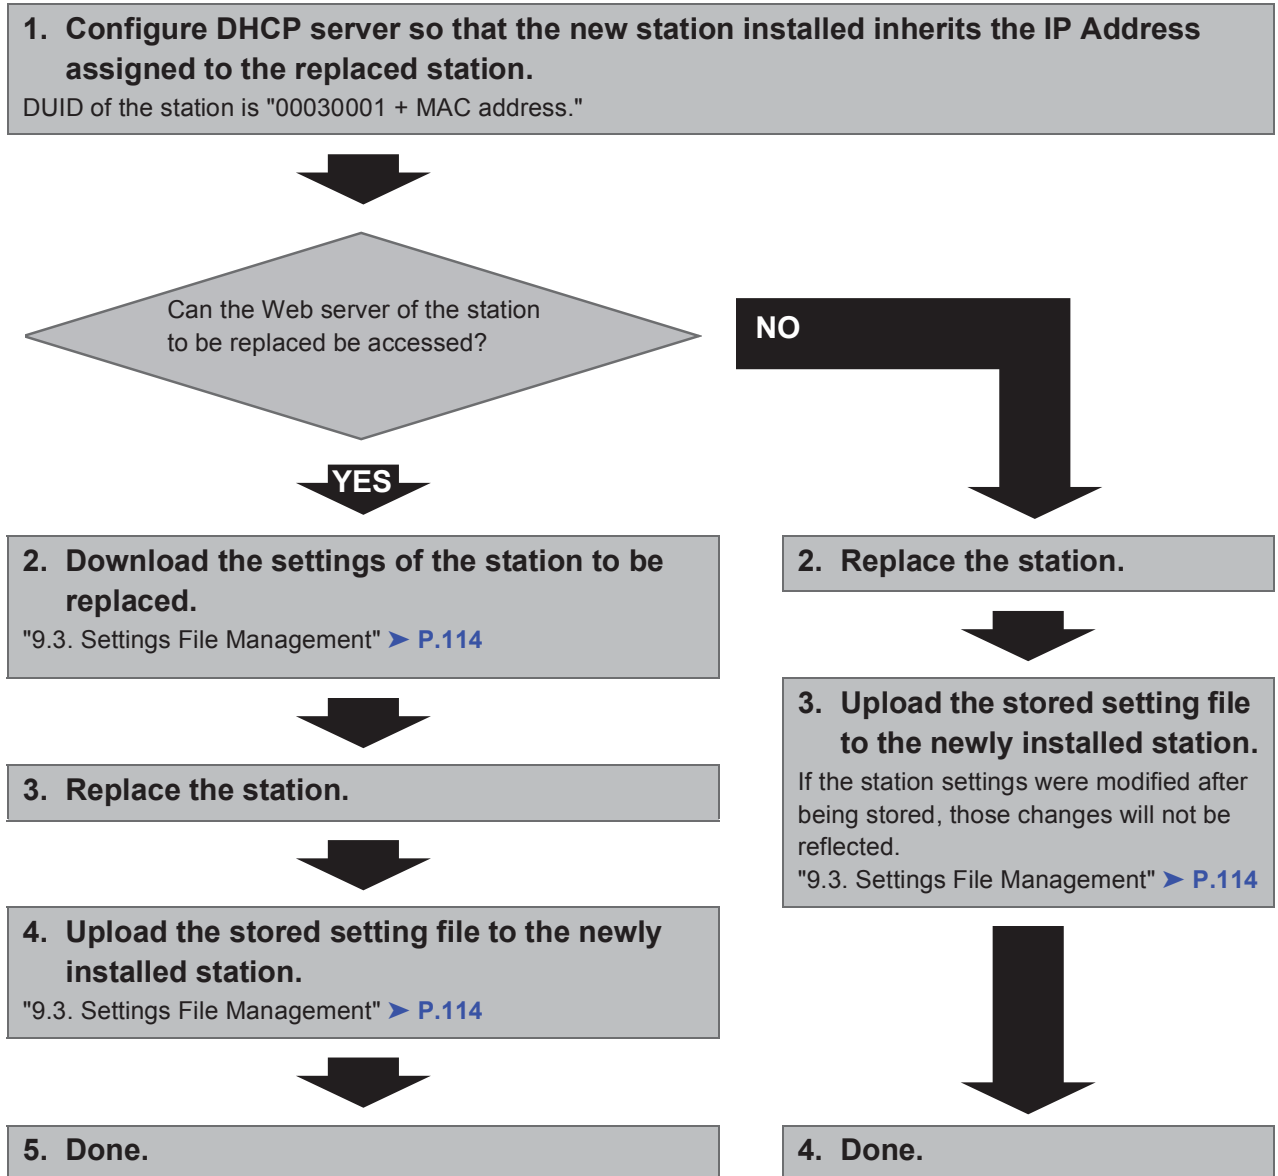 1. Configure DHCP server so that the new station installed inherits the IP Address
assigned to the replaced station.
DUID of the station is "00030001 + MAC address."
Can the Web server of the station
to be replaced be accessed?
NO
YES
2. Download the settings of the station to be
replaced.
"9.3. Settings File Management" ➤ P.114
3. Replace the station.
4. Upload the stored setting file to the newly
installed station.
"9.3. Settings File Management" ➤ P.114
5. Done.
2. Replace the station.
3. Upload the stored setting file
to the newly installed station.
If the station settings were modified after
being stored, those changes will not be
reflected.
"9.3. Settings File Management" ➤ P.114
4. Done.